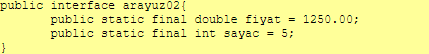 public interface arayuz02{
public static final double fiyat = 1250.00;
public static final int sayac = 5;
}